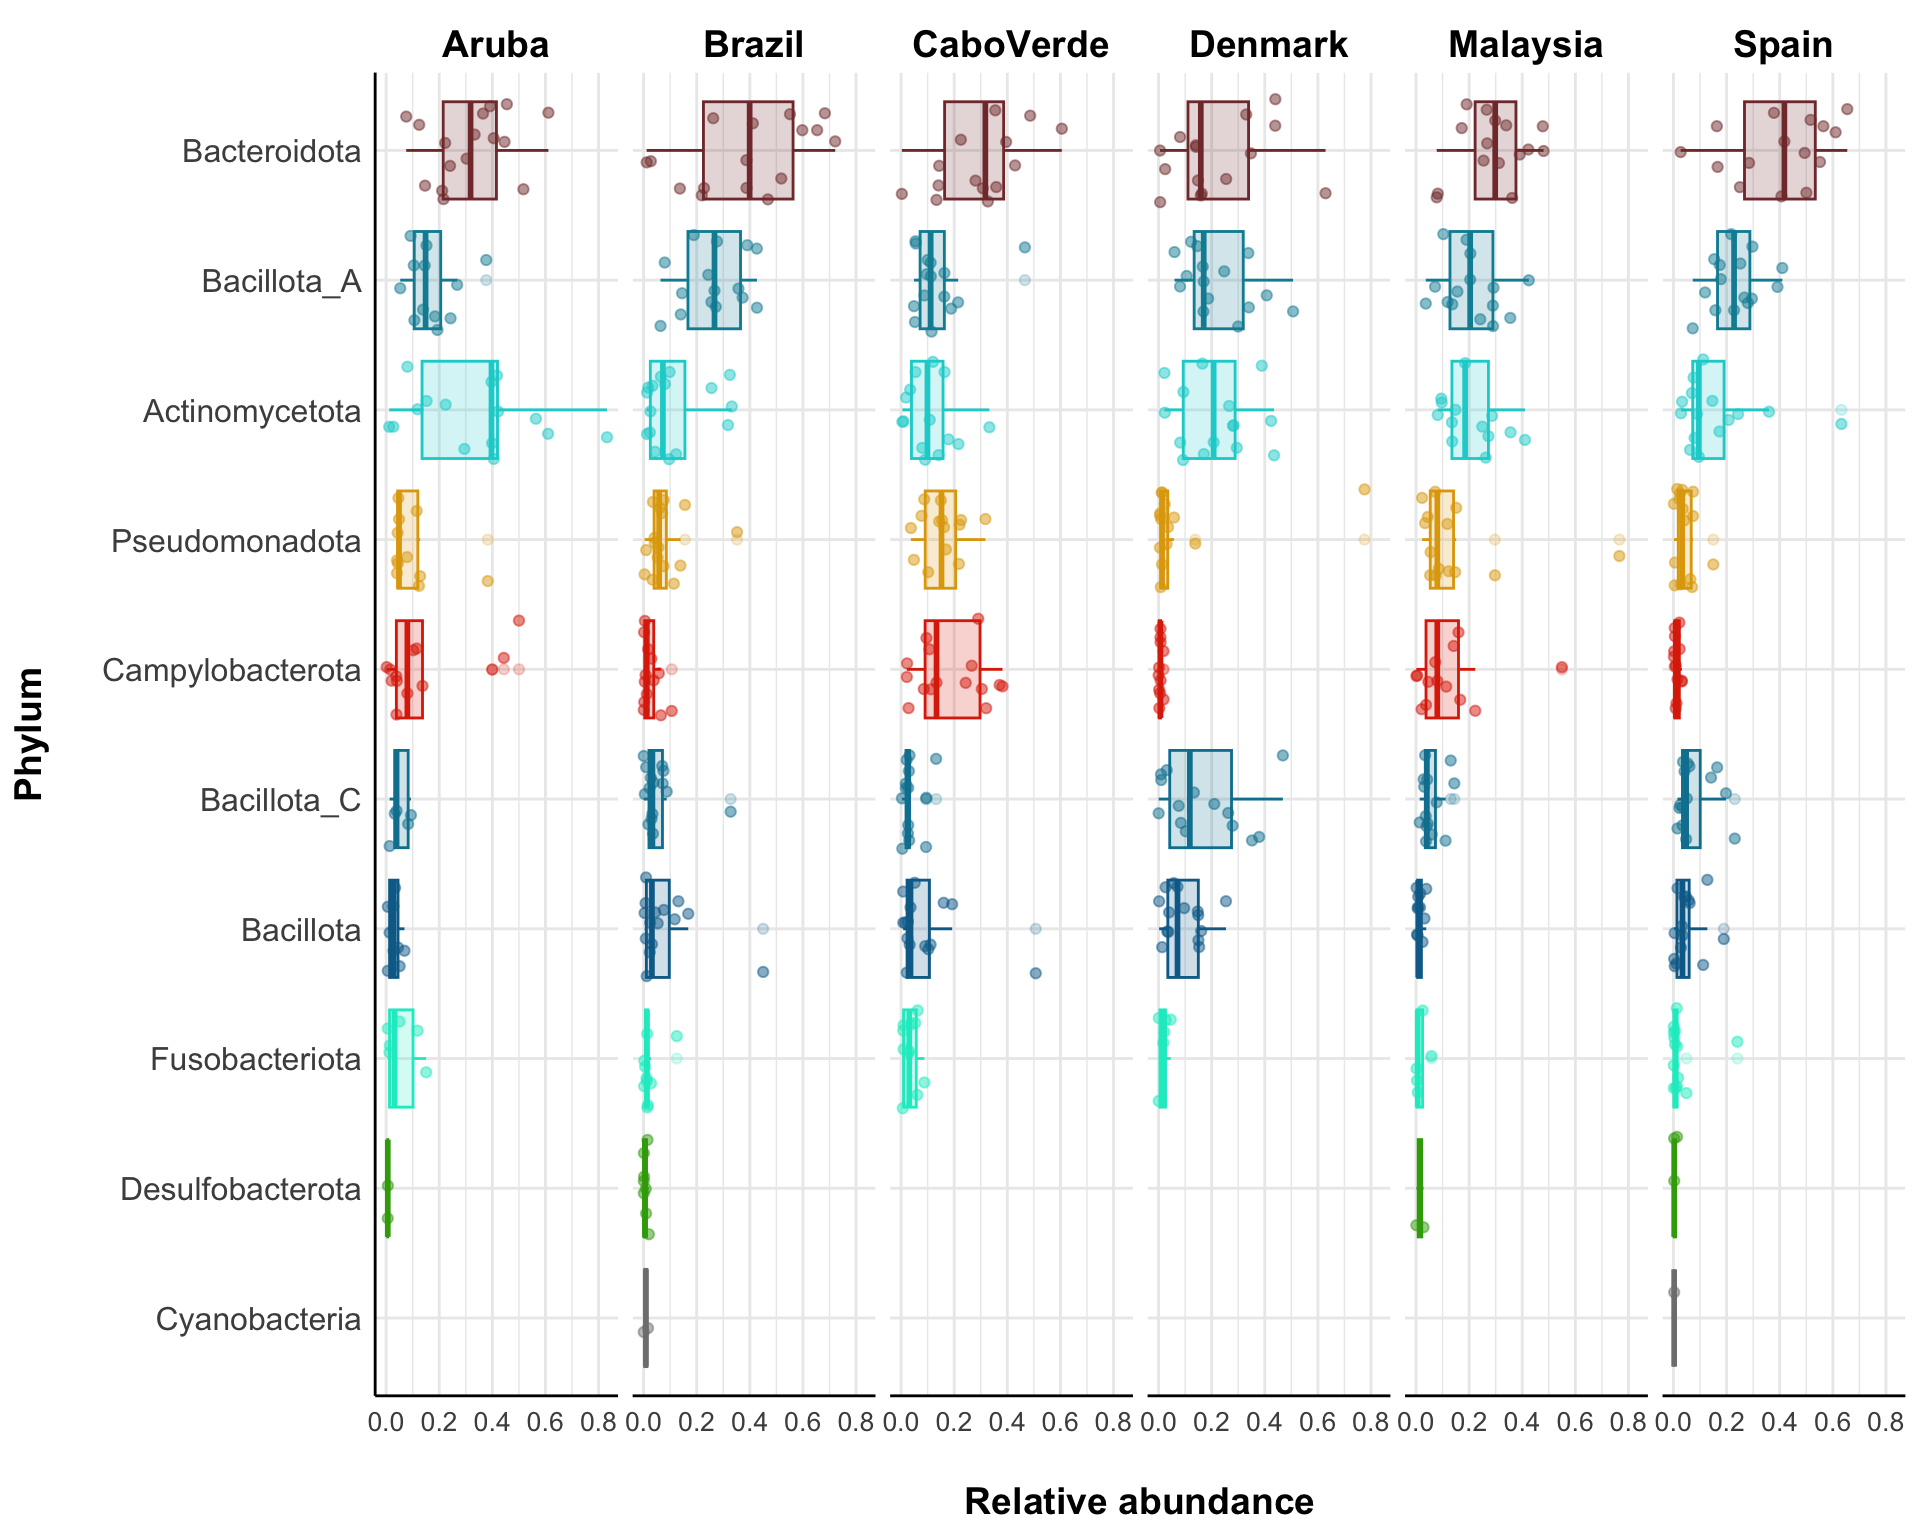 Aruba Brazil CaboVerde Denmark Malaysia Spain
Bacteroidota
Bacillota_A
Actinomycetota
Pseudomonadota
Campylobacterota
Bacillota_C
Bacillota
Fusobacteriota
Desulfobacterota
Cyanobacteria
Phylum
0.0 0.2 0.4 0.6 0.8 0.0 0.2 0.4 0.6 0.8 0.0 0.2 0.4 0.6 0.8 0.0 0.2 0.4 0.6 0.8 0.0 0.2 0.4 0.6 0.8 0.0 0.2 0.4 0.6 0.8
Relative abundance